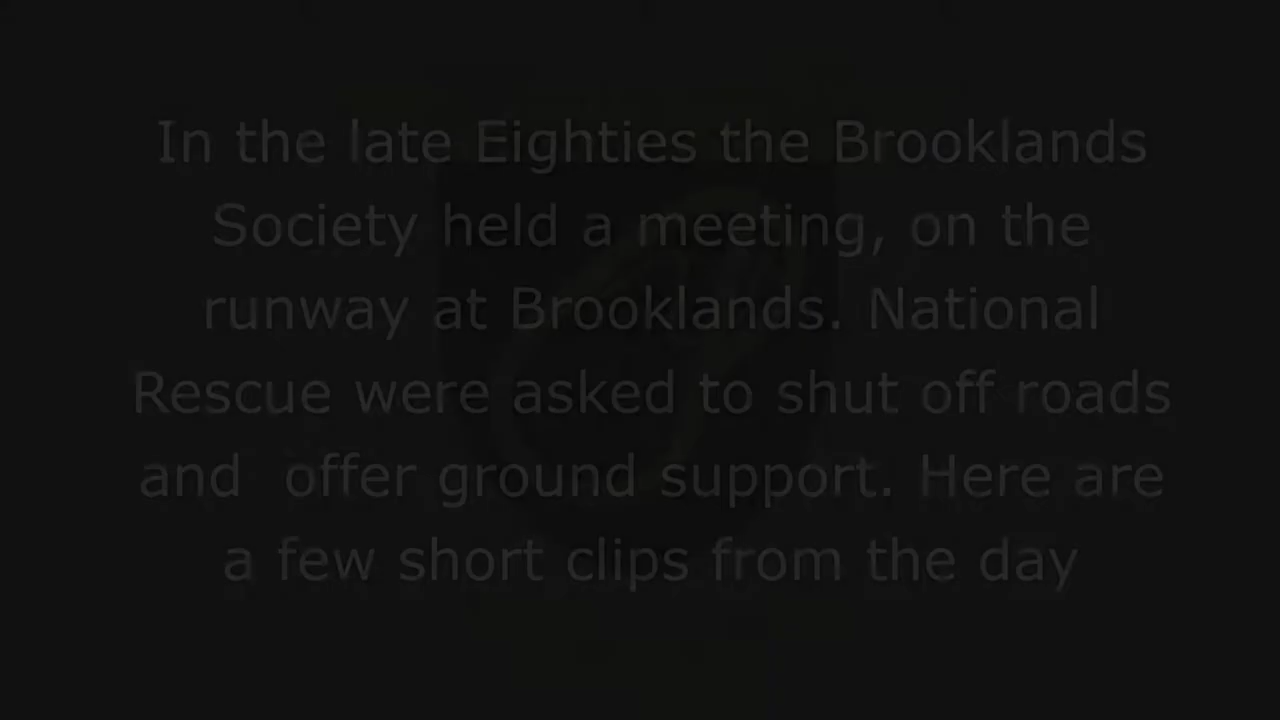 In the late Eighties the Brooklands
Society held a meeting, on the
runway at Brooklands. National
Rescue were asked to shut off roads
and  offer ground support. Here are
a few short clips from the day